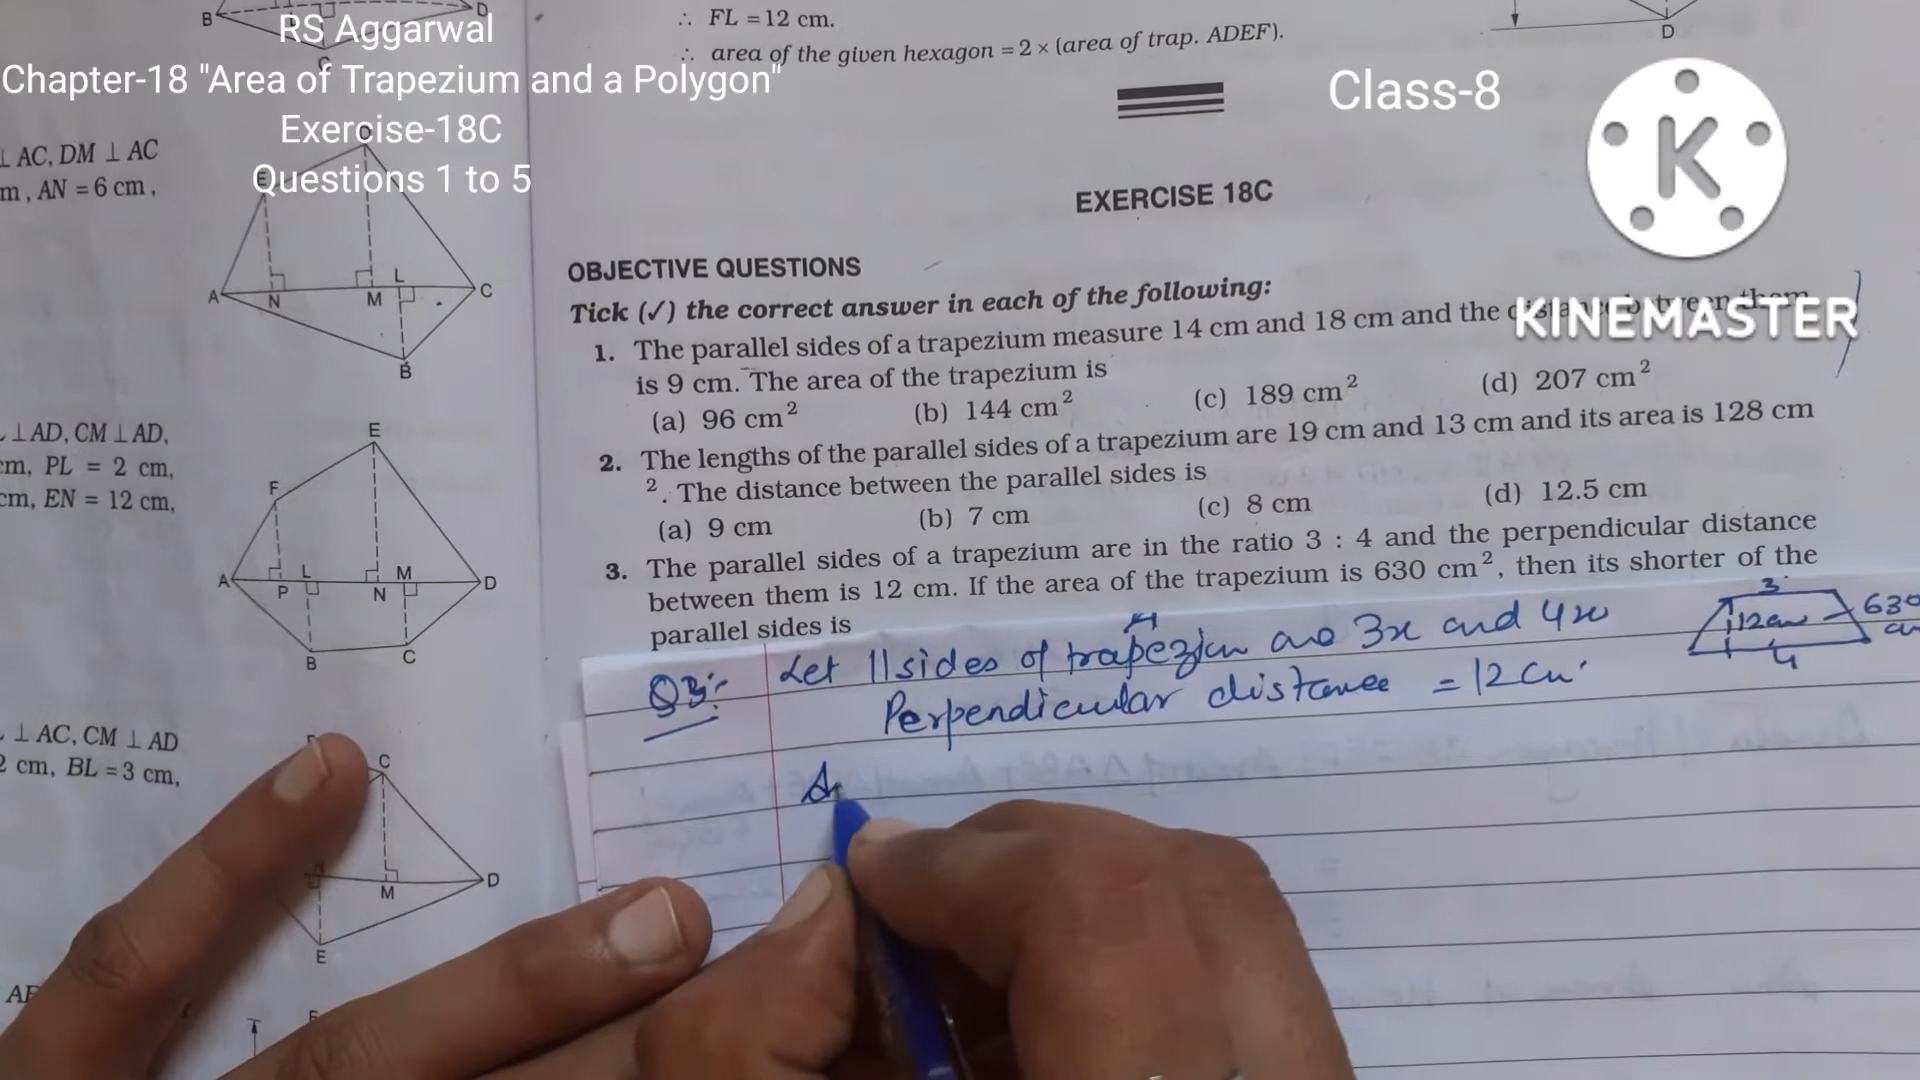 RS Aggarwal
Chapter-18 "Area of Trapezium and a Polygon"
Exercise-18C
Questions 1 to 5
Class-8
K
KINEMASTER
∴ FL = 12 cm.
∴ area of the given hexagon = 2 × (area of trap. ADEF).
D
B
D
C
⊥ AC, DM ⊥ AC
m, AN = 6 cm,
D
E
A
N
M
L
C
B
⊥ AD, CM ⊥ AD,
cm, PL = 2 cm,
cm, EN = 12 cm,
E
F
A
P
L
N
M
D
B
C
⊥ AC, CM ⊥ AD
2 cm, BL = 3 cm,
C
M
D
E
EXERCISE 18C
OBJECTIVE QUESTIONS
Tick (✓) the correct answer in each of the following:
1. The parallel sides of a trapezium measure 14 cm and 18 cm and the distance between them
is 9 cm. The area of the trapezium is
(a) 96 cm² (b) 144 cm² (c) 189 cm² (d) 207 cm²
2. The lengths of the parallel sides of a trapezium are 19 cm and 13 cm and its area is 128 cm
². The distance between the parallel sides is
(a) 9 cm (b) 7 cm (c) 8 cm (d) 12.5 cm
3. The parallel sides of a trapezium are in the ratio 3 : 4 and the perpendicular distance
between them is 12 cm. If the area of the trapezium is 630 cm², then its shorter of the
parallel sides is
Q3:- Let || sides of trapezium are 3x and 4x
Perpendicular distance = 12 cm.
3
12cm
630
4